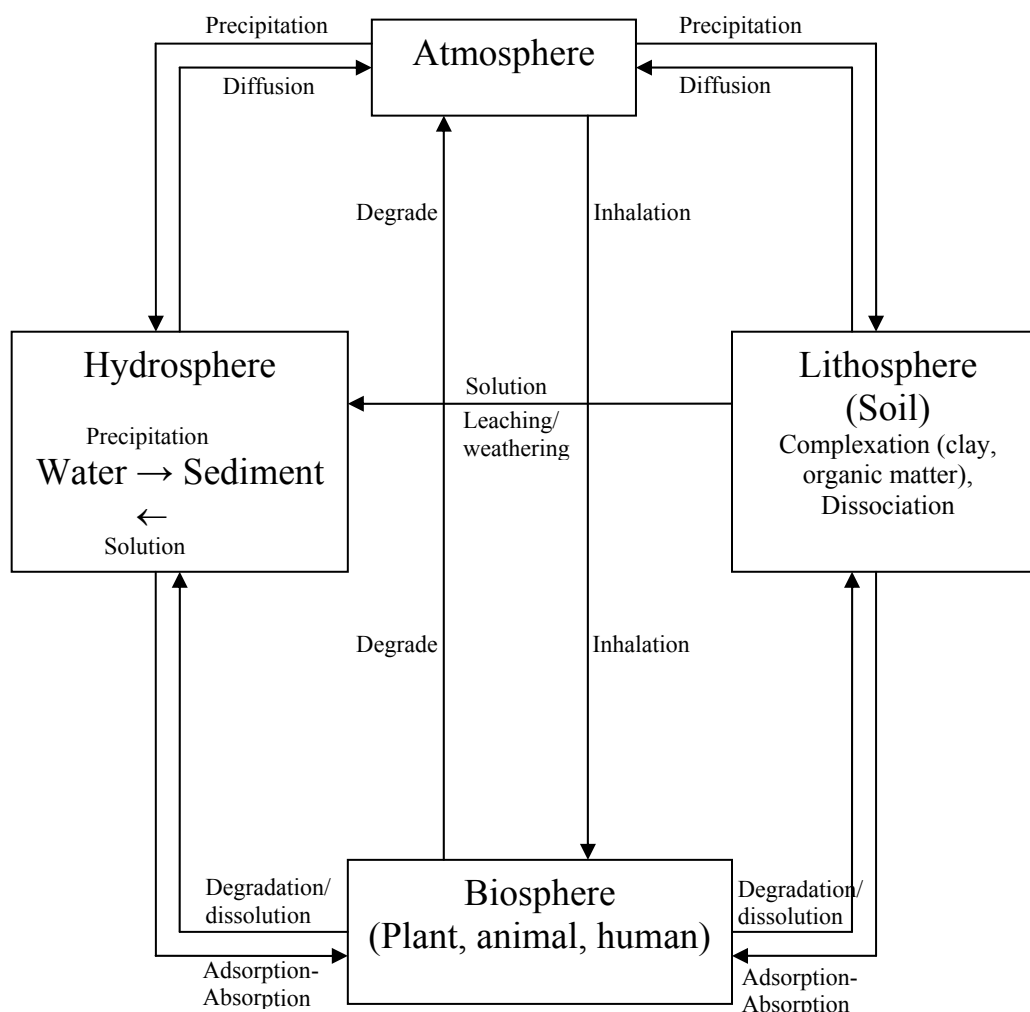 Precipitation
Atmosphere
Precipitation
Diffusion
Diffusion
Degrade
Inhalation
Hydrosphere
Precipitation
Water → Sediment
←
Solution
Solution
Leaching/
weathering
Lithosphere
(Soil)
Complexation (clay,
organic matter),
Dissociation
Degrade
Inhalation
Degradation/
dissolution
Biosphere
(Plant, animal, human)
Degradation/
dissolution
Adsorption-
Absorption
Adsorption-
Absorption